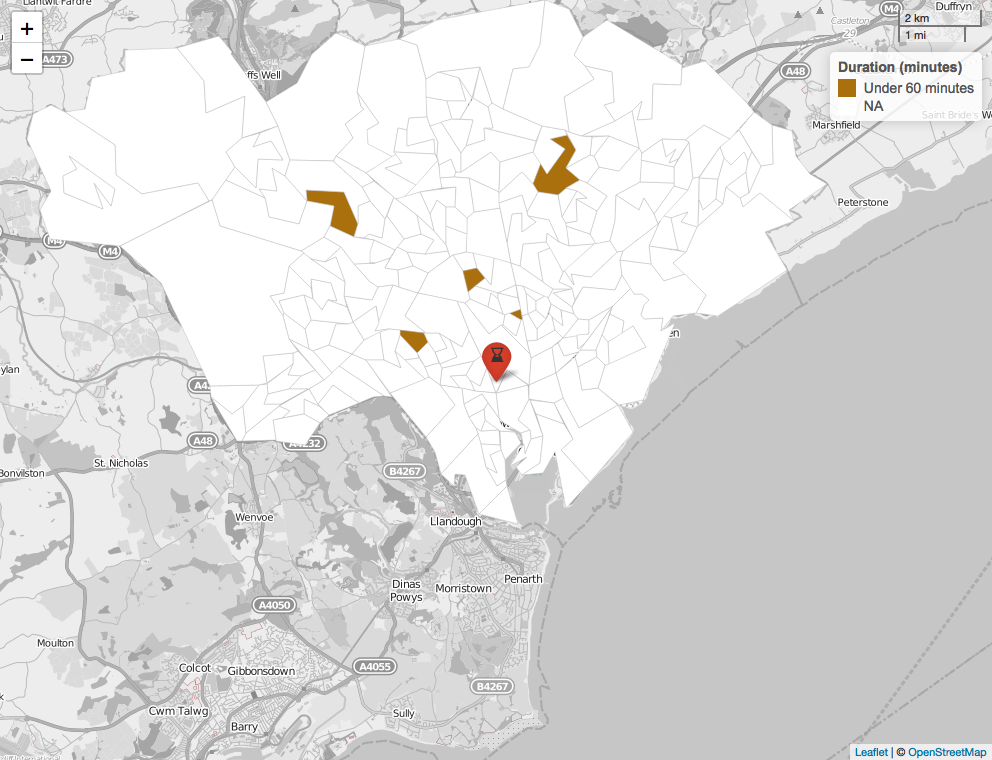 Llantwit Fardre
Duffryn
M4
Castleton
29
2 km
1 mi
+
−
A473
ffs Well
A48
Duration (minutes)
Under 60 minutes
NA
Marshfield
Saint Bride's We
Peterstone
M4
M4
en
ylan
A4
A48
A4232
St. Nicholas
Bonvilston
B4267
Wenvoe
Llandough
Dinas
Powys
Morristown
Penarth
A4050
Moulton
Colcot
Gibbonsdown
A4055
B4267
Cwm Talwg
Sully
Barry
Leaflet | © OpenStreetMap